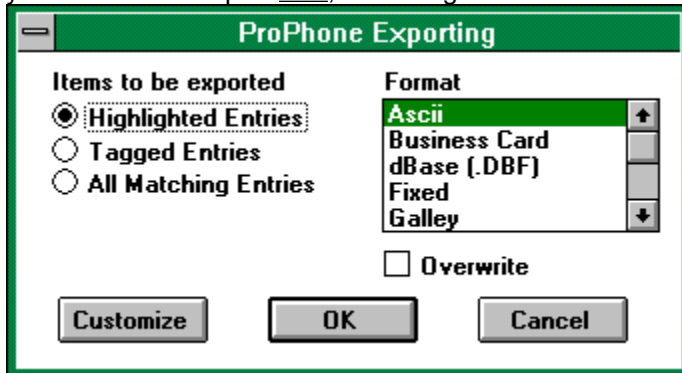 ProPhone Exporting
Items to be exported
Highlighted Entries
Tagged Entries
All Matching Entries
Format
Ascii
Business Card
dBase (.DBF)
Fixed
Galley
Overwrite
Customize
OK
Cancel